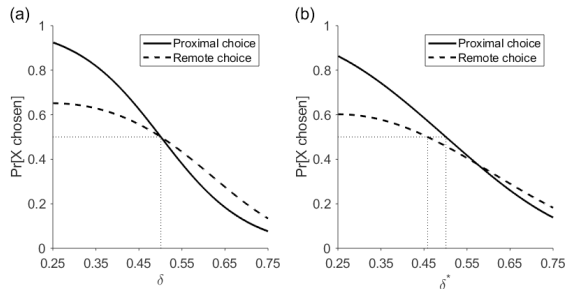 (a)
Pr[X chosen]
1
0.8
0.6
0.4
0.2
0
Proximal choice
Remote choice
0.25 0.35 0.45 0.55 0.65 0.75
δ
(b)
Pr[X chosen]
1
0.8
0.6
0.4
0.2
0
Proximal choice
Remote choice
0.25 0.35 0.45 0.55 0.65 0.75
δ*